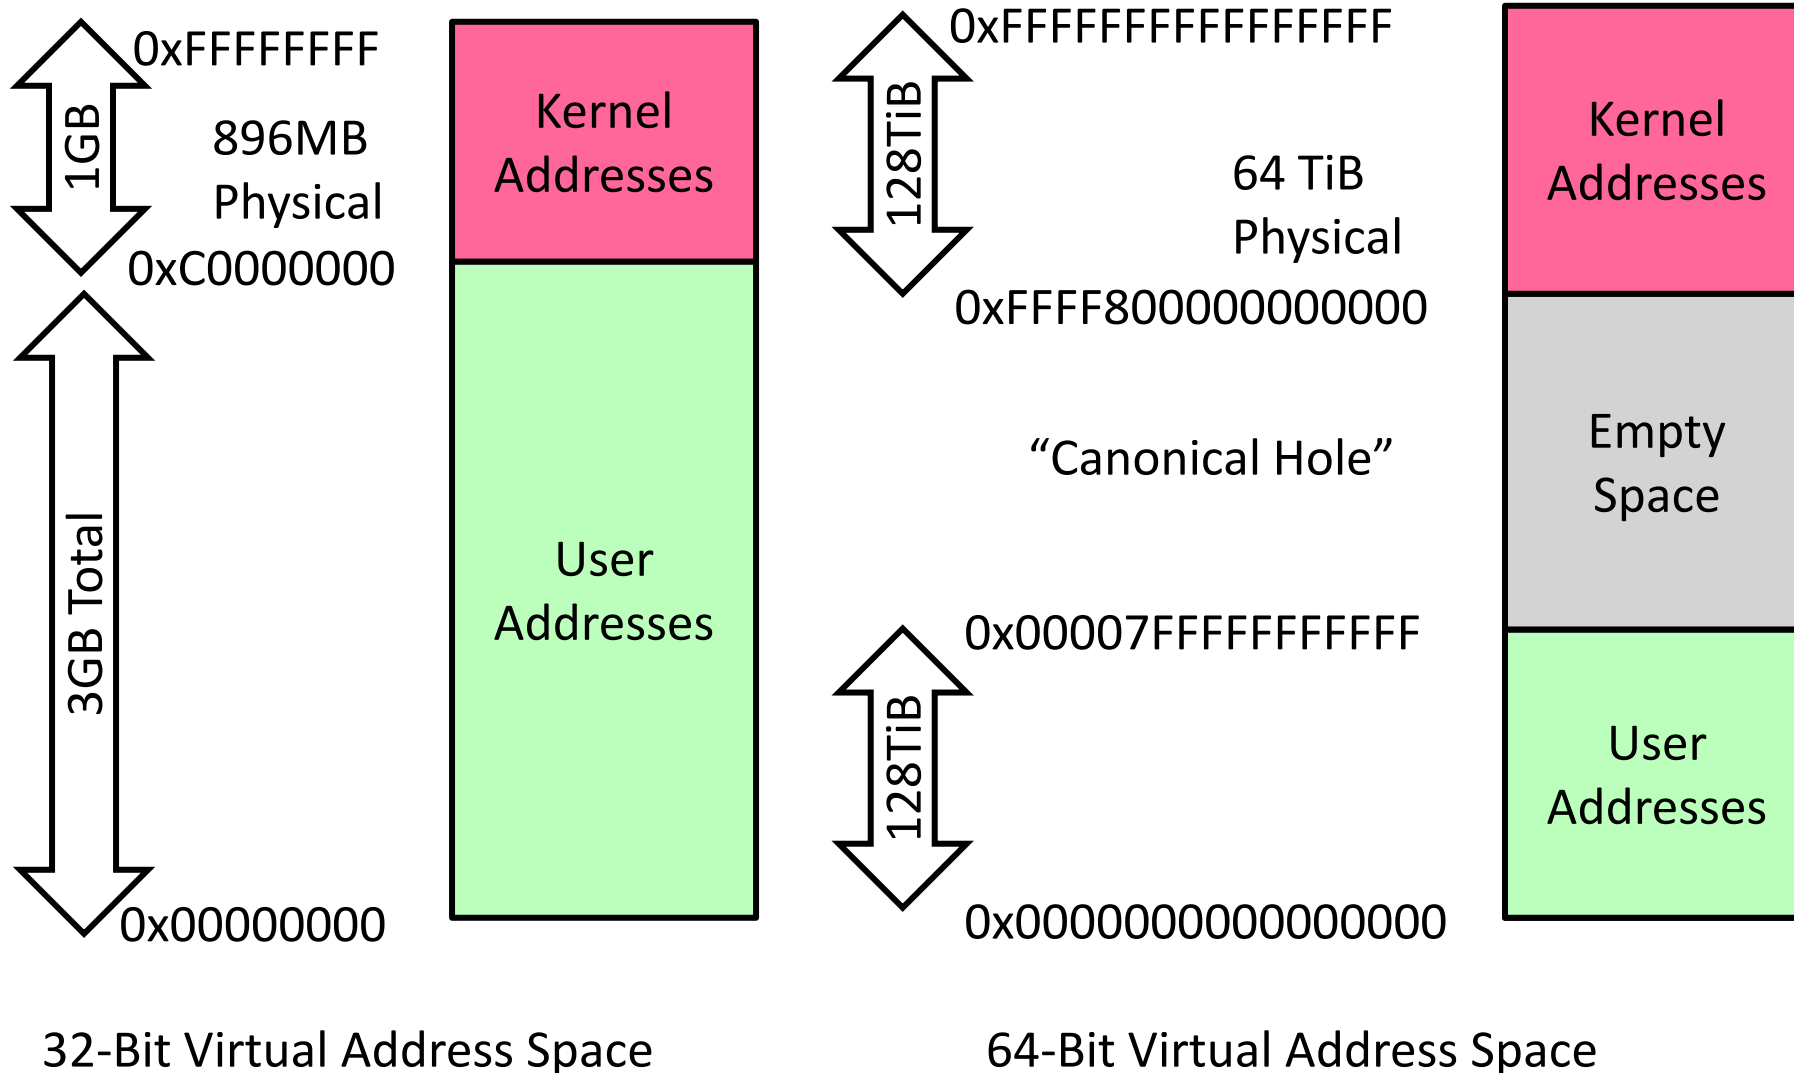 0xFFFFFFFF
1GB
896MB
Physical
0xC0000000
3GB Total
0x00000000
Kernel
Addresses
User
Addresses
32-Bit Virtual Address Space
0xFFFFFFFFFFFFFFFF
128TiB
64 TiB
Physical
0xFFFF800000000000
“Canonical Hole”
0x00007FFFFFFFFFFF
128TiB
0x0000000000000000
Kernel
Addresses
Empty
Space
User
Addresses
64-Bit Virtual Address Space